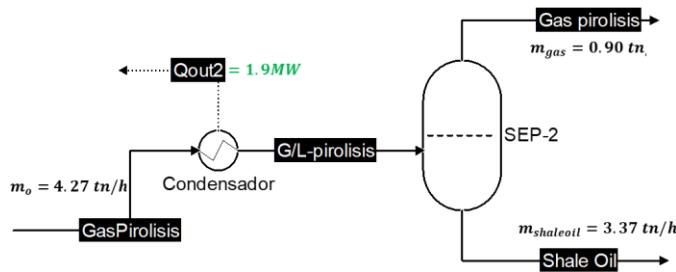 Gas pirolisis
m_gas = 0.90 tn
Qout2 = 1.9MW
SEP-2
G/L-pirolisis
Condensador
m_o = 4.27 tn/h
GasPirolisis
m_shaleoil = 3.37 tn/h
Shale Oil